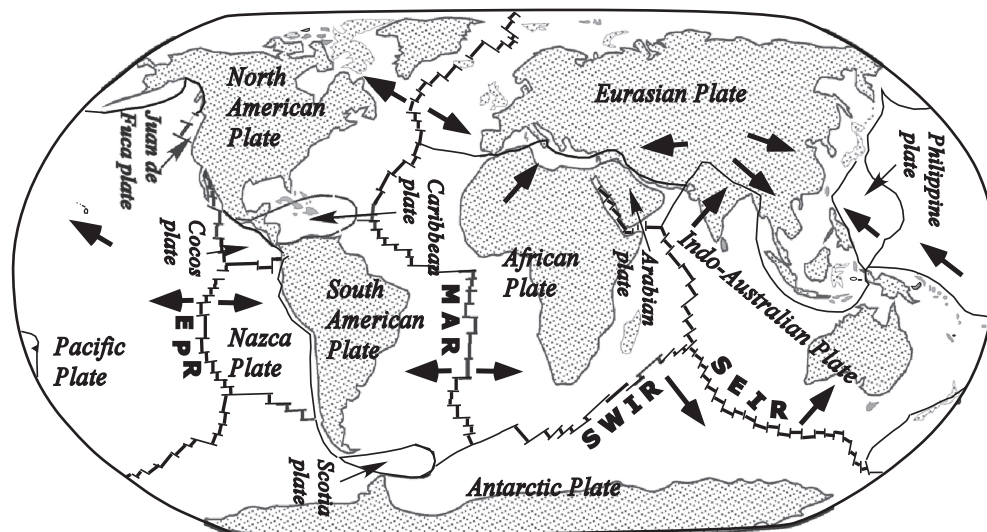 North
American
Plate
Eurasian Plate
Juan de
Fuca plate
Philippine
plate
Caribbean
plate
Cocos
plate
African
Plate
Arabian
plate
Indo-Australian Plate
South
American
Plate
MAR
EPR
Nazca
Plate
Pacific
Plate
SWIR
SEIR
Scotia
plate
Antarctic Plate